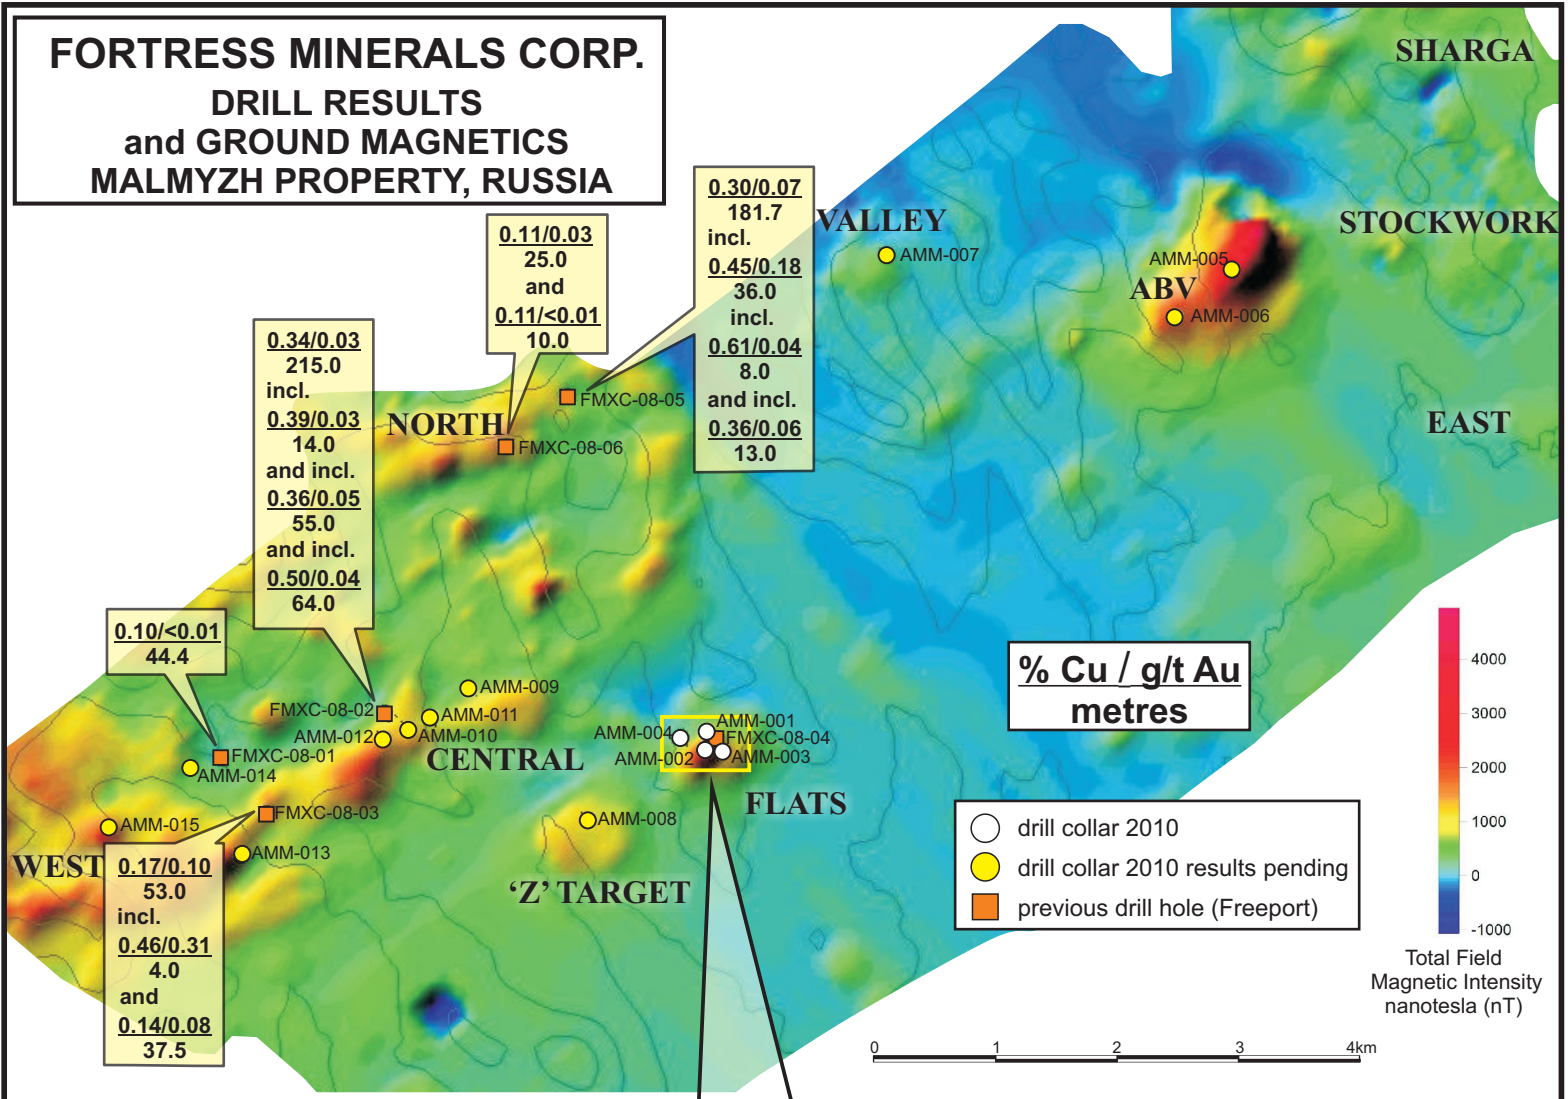 FORTRESS MINERALS CORP.
DRILL RESULTS
and GROUND MAGNETICS
MALMYZH PROPERTY, RUSSIA
SHARGA
STOCKWORK
VALLEY
AMM-007
AMM-005
ABV
AMM-006
EAST
0.30/0.07
181.7
incl.
0.45/0.18
36.0
incl.
0.61/0.04
8.0
and incl.
0.36/0.06
13.0
0.11/0.03
25.0
and
0.11/<0.01
10.0
0.34/0.03
215.0
incl.
0.39/0.03
14.0
and incl.
0.36/0.05
55.0
and incl.
0.50/0.04
64.0
NORTH
FMXC-08-05
FMXC-08-06
0.10/<0.01
44.4
AMM-009
FMXC-08-02
AMM-011
AMM-012
AMM-010
CENTRAL
FMXC-08-01
AMM-014
FMXC-08-03
AMM-015
AMM-013
WEST
0.17/0.10
53.0
incl.
0.46/0.31
4.0
and
0.14/0.08
37.5
AMM-001
AMM-004
FMXC-08-04
AMM-002
AMM-003
FLATS
AMM-008
‘Z’ TARGET
% Cu / g/t Au
metres
drill collar 2010
drill collar 2010 results pending
previous drill hole (Freeport)
4000
3000
2000
1000
0
-1000
Total Field
Magnetic Intensity
nanotesla (nT)
0 1 2 3 4km